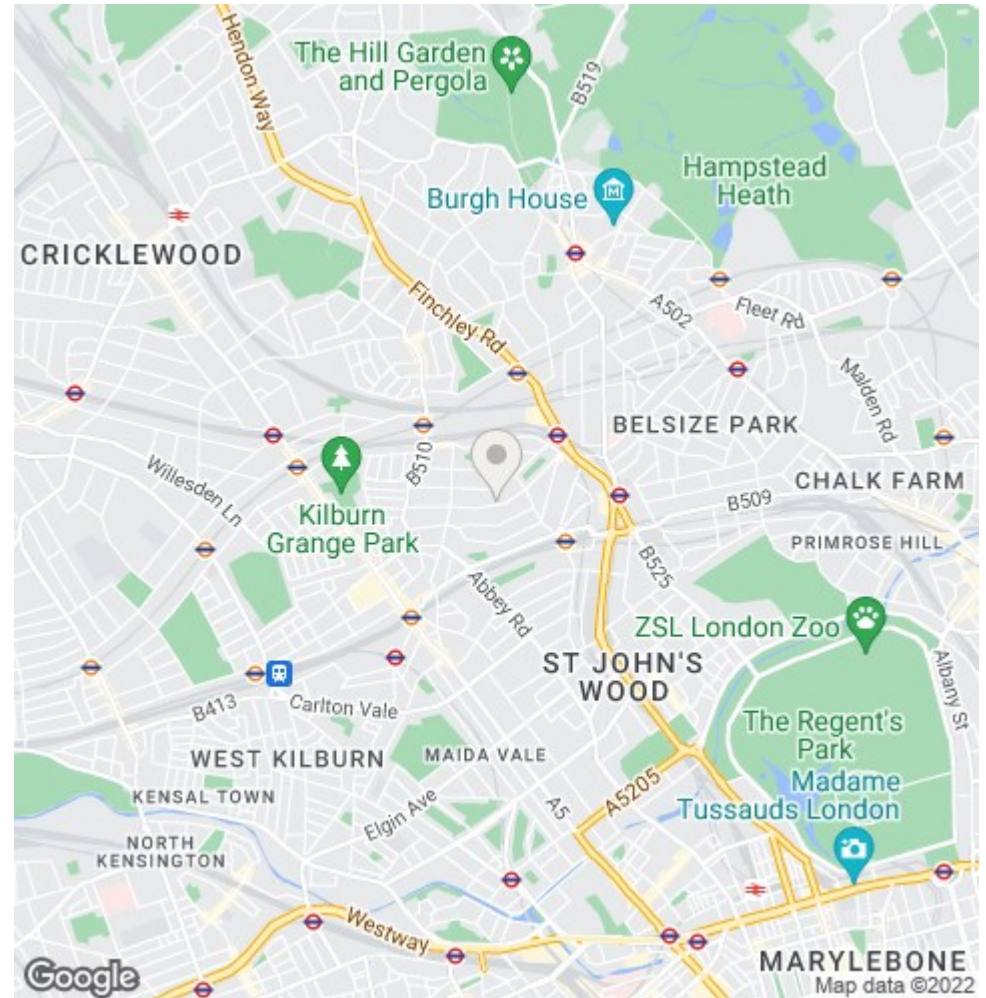 Hendon Way
The Hill Garden
and Pergola
B519
Hampstead
Heath
Burgh House
CRICKLEWOOD
Finchley Rd
A502
Fleet Rd
Malden Rd
BELSIZE PARK
B510
Willesden Ln
Kilburn
Grange Park
CHALK FARM
B509
PRIMROSE HILL
B525
Abbey Rd
ZSL London Zoo
ST JOHN'S
WOOD
Albany St
B413
Carlton Vale
The Regent's
Park
WEST KILBURN
MAIDA VALE
Madame
Tussauds London
KENSAL TOWN
Elgin Ave
A5
A5205
NORTH
KENSINGTON
Westway
MARYLEBONE
Google
Map data ©2022